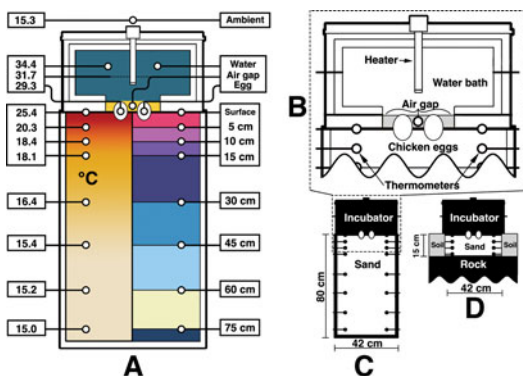 15.3
Ambient
34.4
Water
31.7
Air gap
29.3
Egg
25.4
Surface
20.3
5 cm
18.4
10 cm
18.1
15 cm
°C
16.4
30 cm
15.4
45 cm
15.2
60 cm
15.0
75 cm
A
Heater
Water bath
B
Air gap
Chicken eggs
Thermometers
Incubator
Sand
80 cm
42 cm
C
Incubator
Soil
Sand
Soil
15 cm
Rock
42 cm
D